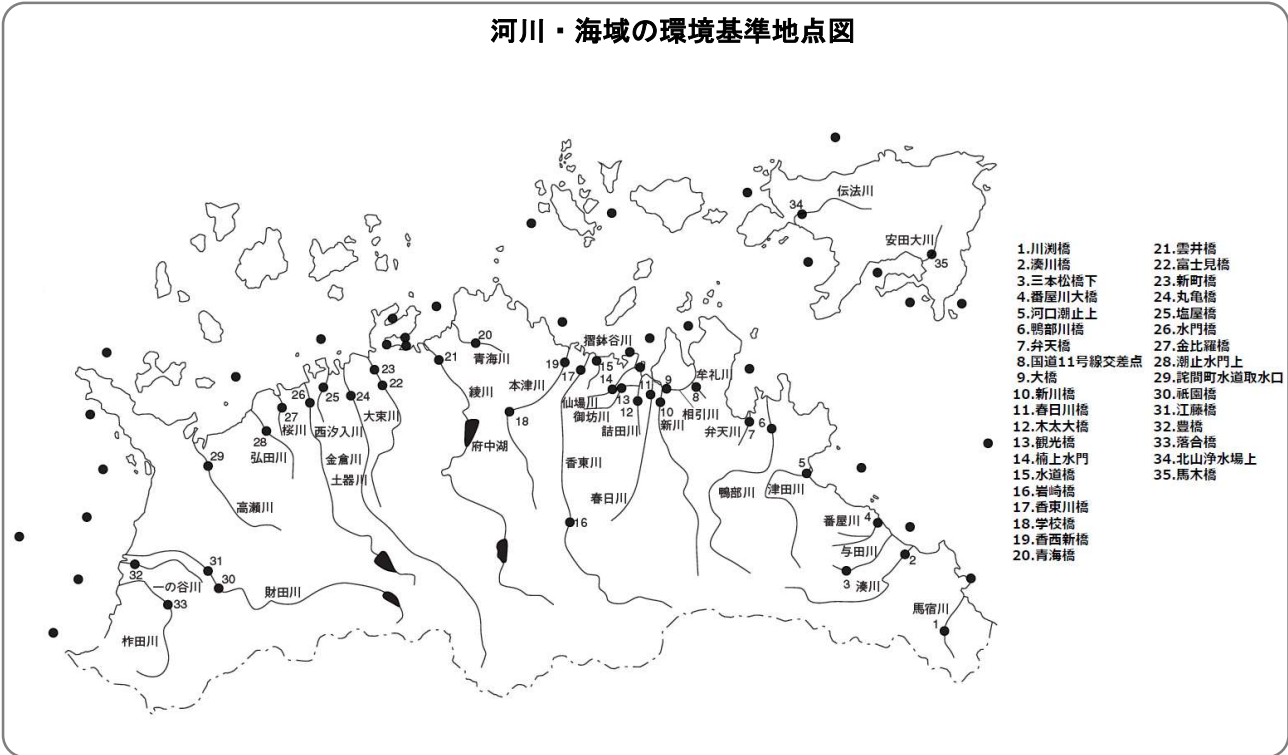 河川・海域の環境基準地点図
伝法川
34
安田大川
35
1.川渕橋
2.湊川橋
3.三本松橋下
4.番屋川大橋
5.河口潮止上
6.鴨部川橋
7.弁天橋
8.国道11号線交差点
9.大橋
10.新川橋
11.春日川橋
12.木太大橋
13.観光橋
14.楠上水門
15.水道橋
16.岩崎橋
17.香東川橋
18.学校橋
19.香西新橋
20.青海橋
21.雲井橋
22.富士見橋
23.新町橋
24.丸亀橋
25.塩屋橋
26.水門橋
27.金比羅橋
28.潮止水門上
29.詫間町水道取水口
30.祇園橋
31.江藤橋
32.豊橋
33.落合橋
34.北山浄水場上
35.馬木橋
20
青海川
21
摺鉢谷川
19
17
15
14
13
12
11
9
10
8
牟礼川
相引川
新川
仙場川
御坊川
詰田川
本津川
18
綾川
府中湖
23
22
24
大東川
25
26
西汐入川
27
桜川
28
弘田川
金倉川
土器川
29
高瀬川
香東川
春日川
16
弁天川
7
6
鴨部川
5
津田川
番屋川
4
与田川
3
2
湊川
馬宿川
1
31
32
30
一の谷川
財田川
33
柞田川